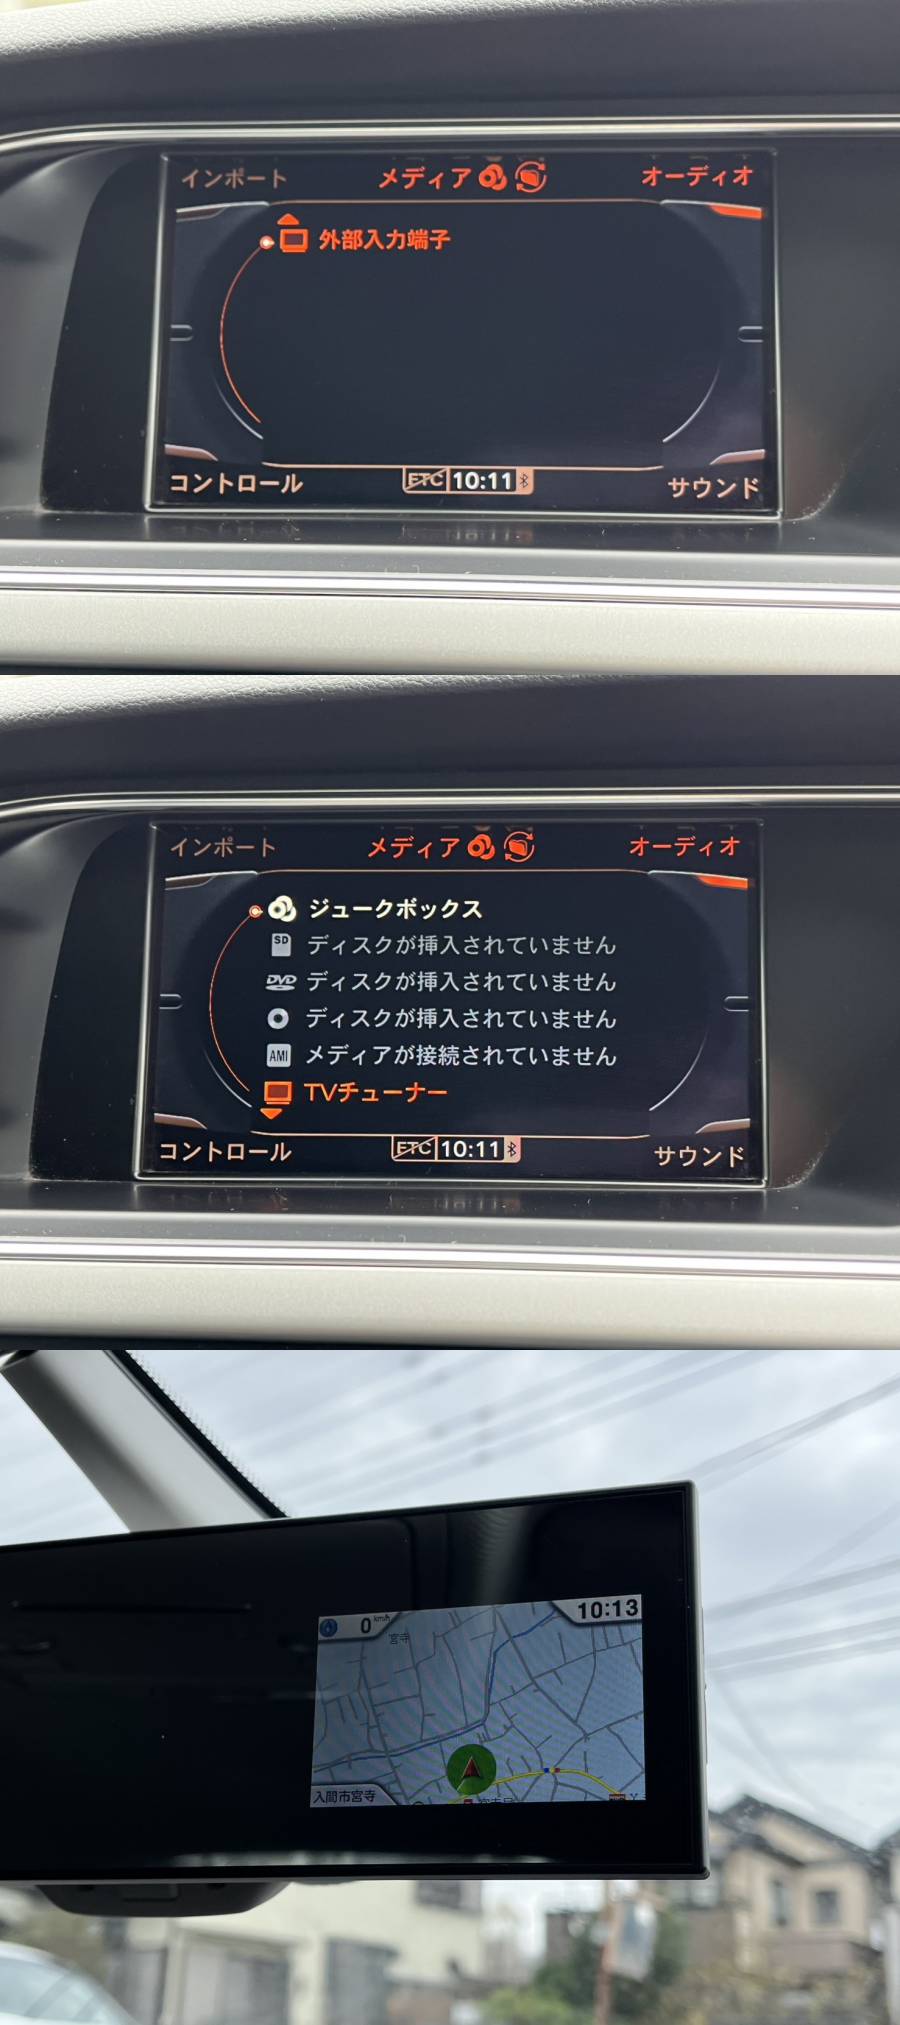 インポート
メディア
オーディオ
外部入力端子
コントロール
ETC
10:11
サウンド
インポート
メディア
オーディオ
ジュークボックス
SD ディスクが挿入されていません
DVD ディスクが挿入されていません
ディスクが挿入されていません
AMI メディアが接続されていません
TVチューナー
コントロール
ETC
10:11
サウンド
0 km/h
10:13
宮寺
入間市宮寺